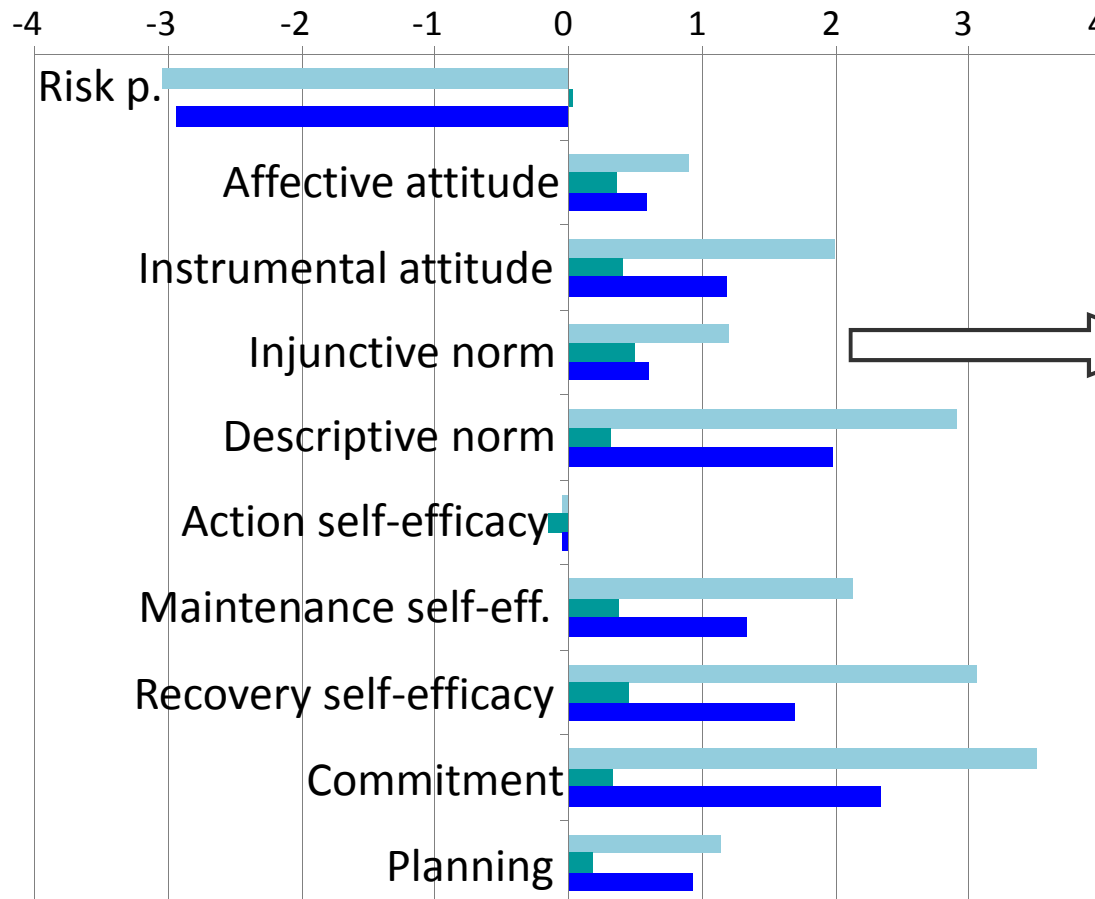 -4 -3 -2 -1 0 1 2 3 4
Risk p.
Affective attitude
Instrumental attitude
Injunctive norm
Descriptive norm
Action self-efficacy
Maintenance self-eff.
Recovery self-efficacy
Commitment
Planning